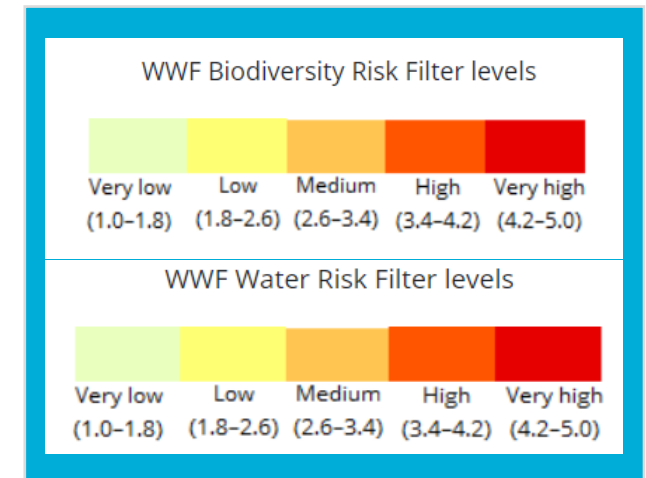 WWF Biodiversity Risk Filter levels
Very low Low Medium High Very high
(1.0–1.8) (1.8–2.6) (2.6–3.4) (3.4–4.2) (4.2–5.0)
WWF Water Risk Filter levels
Very low Low Medium High Very high
(1.0–1.8) (1.8–2.6) (2.6–3.4) (3.4–4.2) (4.2–5.0)